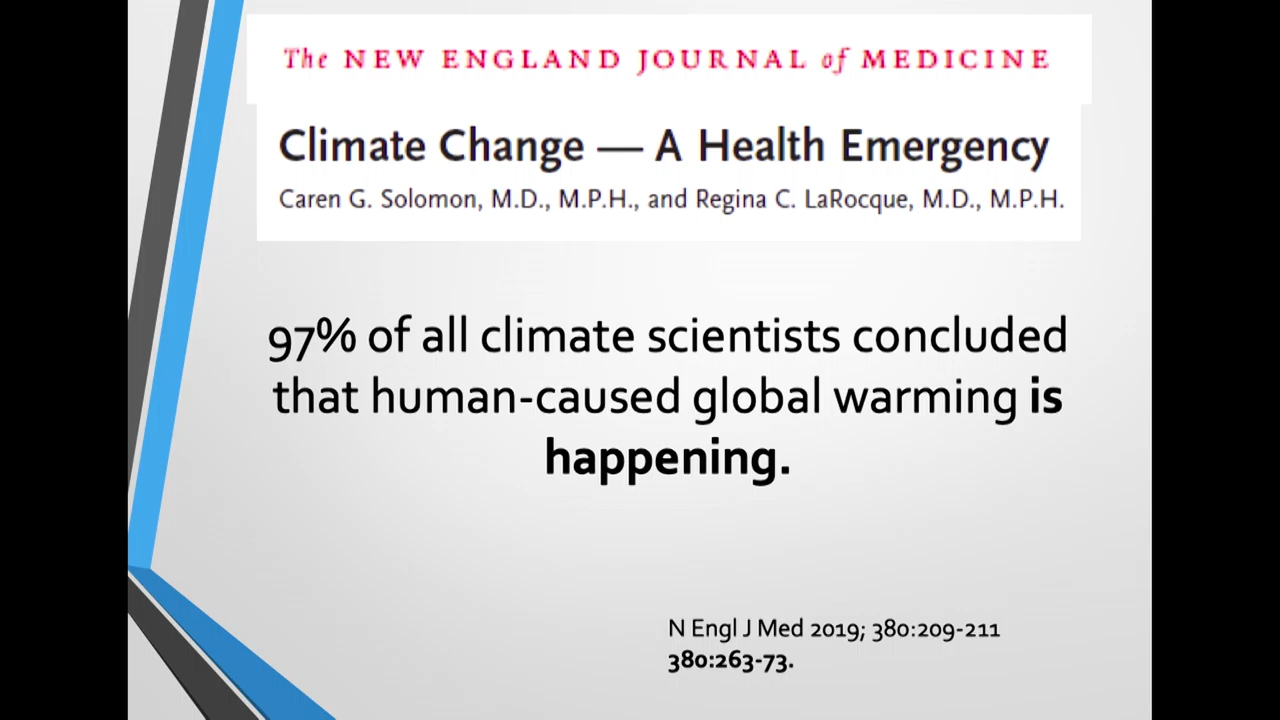 The NEW ENGLAND JOURNAL of MEDICINE
Climate Change — A Health Emergency
Caren G. Solomon, M.D., M.P.H., and Regina C. LaRocque, M.D., M.P.H.
97% of all climate scientists concluded
that human-caused global warming is
happening.
N Engl J Med 2019; 380:209-211
380:263-73.